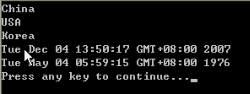 China
USA
Korea
Tue Dec 04 13:50:17 GMT+08:00 2007
Tue May 04 05:59:15 GMT+08:00 1976
Press any key to continue...